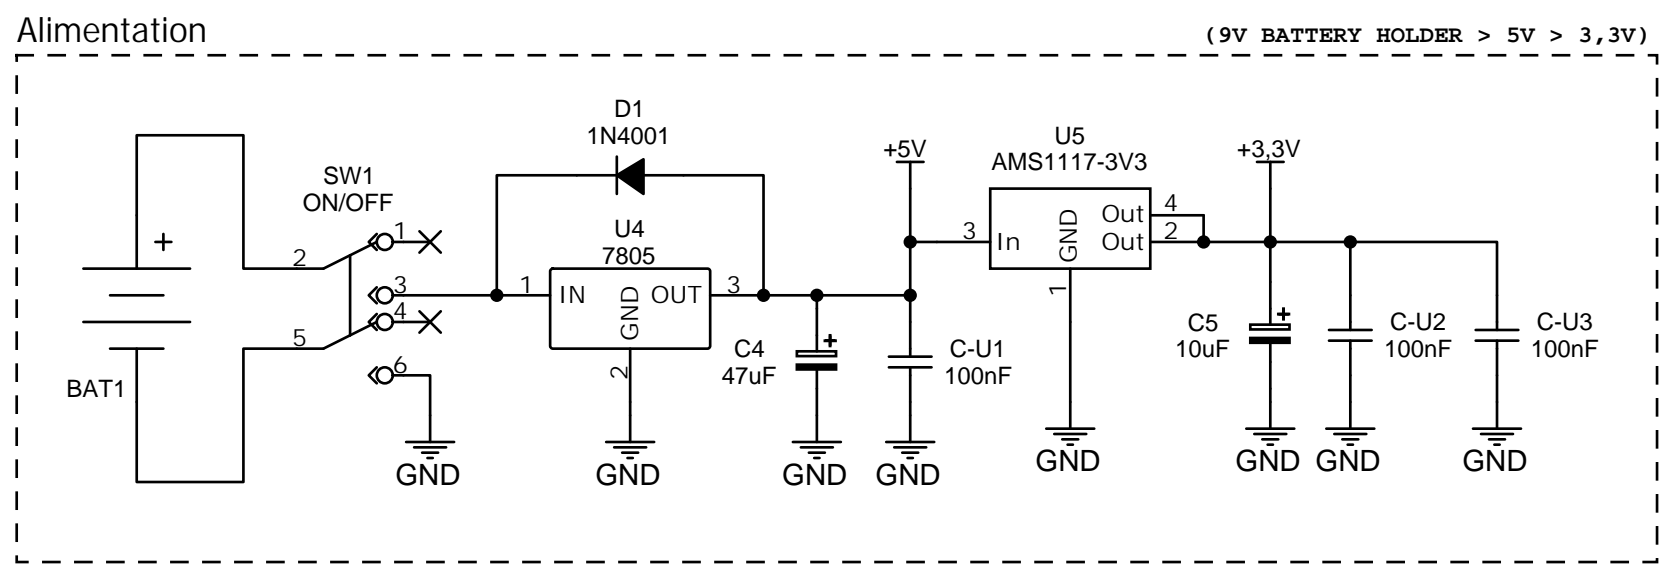 Alimentation
(9V BATTERY HOLDER > 5V > 3,3V)
D1
1N4001
U5
AMS1117-3V3
+5V
+3,3V
SW1
ON/OFF
U4
7805
+
1
2
3
4
5
6
1
IN
GND
OUT
3
2
3
In
GND
Out
4
Out
2
1
BAT1
C4
47uF
+
C-U1
100nF
C5
10uF
+
C-U2
100nF
C-U3
100nF
GND
GND
GND
GND
GND
GND
GND
GND